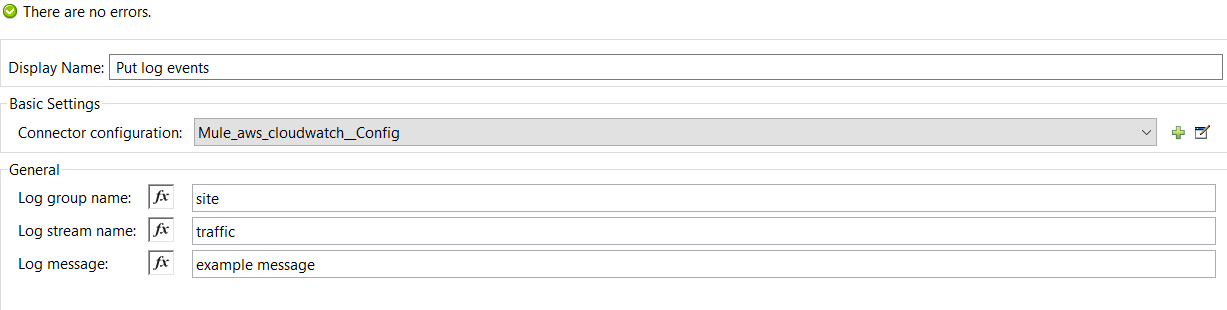 There are no errors.
Display Name: Put log events
Basic Settings
Connector configuration: Mule_aws_cloudwatch__Config
General
Log group name: fx site
Log stream name: fx traffic
Log message: fx example message